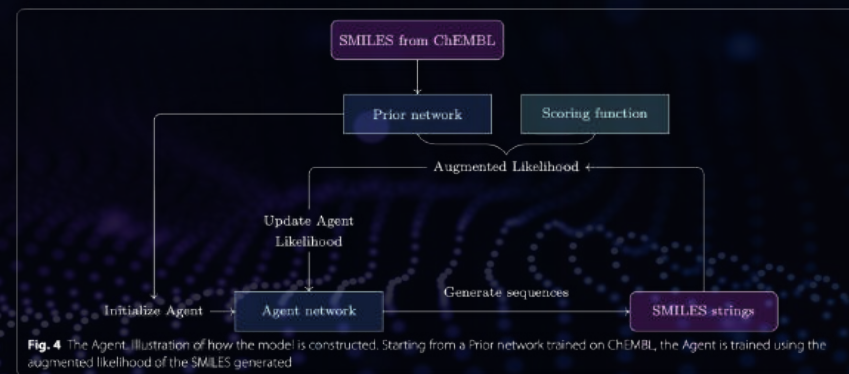 SMILES from ChEMBL
Prior network
Scoring function
Augmented Likelihood
Update Agent
Likelihood
Generate sequences
Initialize Agent
Agent network
SMILES strings
Fig. 4 The Agent. Illustration of how the model is constructed. Starting from a Prior network trained on ChEMBL, the Agent is trained using the
augmented likelihood of the SMILES generated